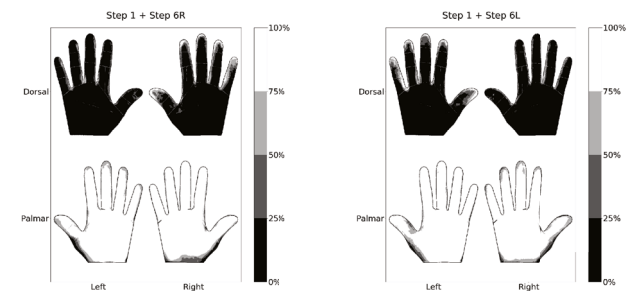 Step 1 + Step 6R
100%
75%
50%
25%
0%
Dorsal
Palmar
Left
Right
Step 1 + Step 6L
100%
75%
50%
25%
0%
Dorsal
Palmar
Left
Right